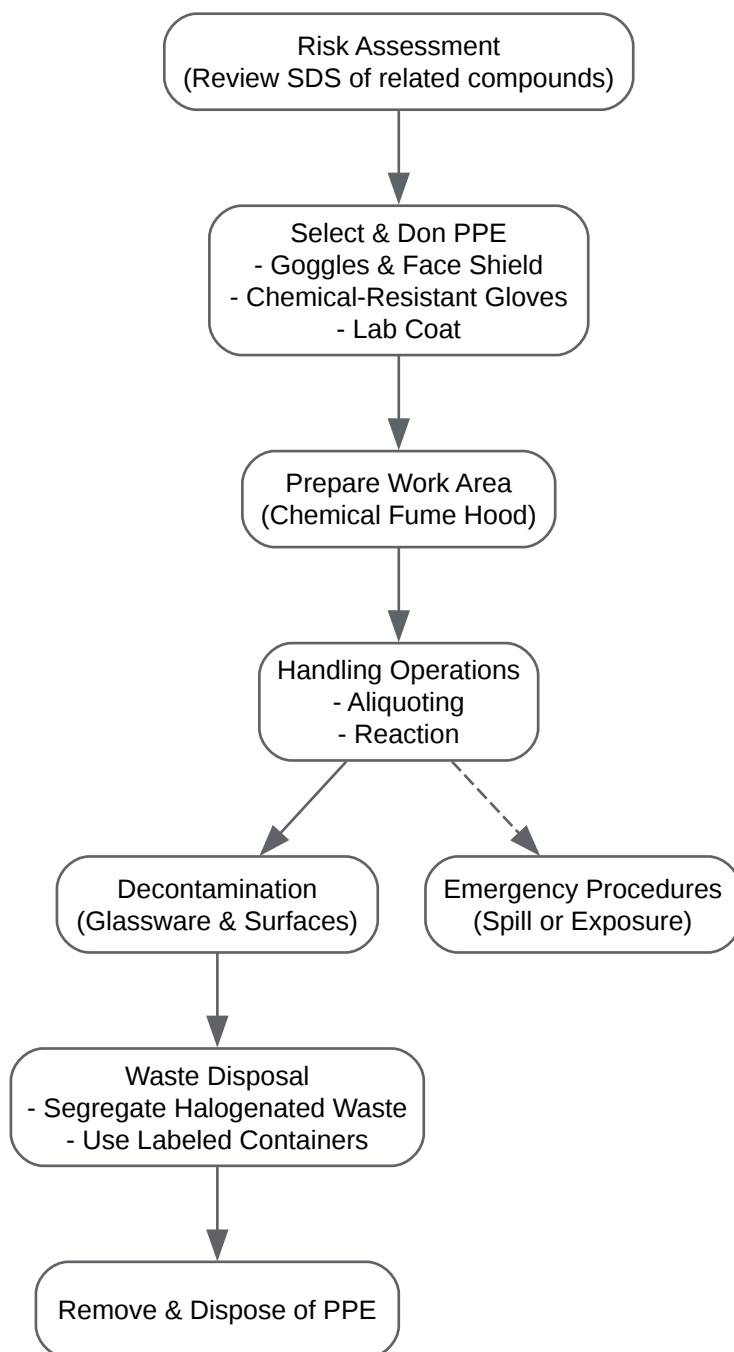 Risk Assessment
(Review SDS of related compounds)
Select & Don PPE
- Goggles & Face Shield
- Chemical-Resistant Gloves
- Lab Coat
Prepare Work Area
(Chemical Fume Hood)
Handling Operations
- Aliquoting
- Reaction
Decontamination
(Glassware & Surfaces)
Emergency Procedures
(Spill or Exposure)
Waste Disposal
- Segregate Halogenated Waste
- Use Labeled Containers
Remove & Dispose of PPE